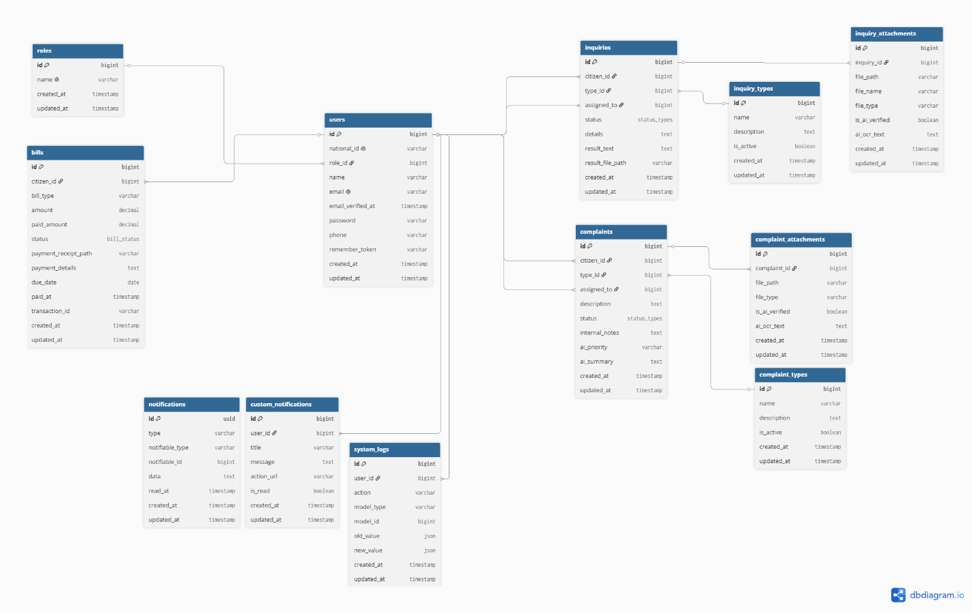 roles
id bigint
name varchar
created_at timestamp
updated_at timestamp
bills
id bigint
citizen_id bigint
bill_type varchar
amount decimal
paid_amount decimal
status bill_status
payment_receipt_path varchar
payment_details text
due_date date
paid_at timestamp
transaction_id varchar
created_at timestamp
updated_at timestamp
users
id bigint
national_id varchar
role_id bigint
name varchar
email varchar
email_verified_at timestamp
password varchar
phone varchar
remember_token varchar
created_at timestamp
updated_at timestamp
notifications
id uuid
type varchar
notifiable_type varchar
notifiable_id bigint
data text
read_at timestamp
created_at timestamp
updated_at timestamp
custom_notifications
id bigint
user_id bigint
title varchar
message text
action_url varchar
is_read boolean
created_at timestamp
updated_at timestamp
system_logs
id bigint
user_id bigint
action varchar
model_type varchar
model_id bigint
old_value json
new_value json
created_at timestamp
updated_at timestamp
inquiries
id bigint
citizen_id bigint
type_id bigint
assigned_to bigint
status status_types
details text
result_text text
result_file_path varchar
created_at timestamp
updated_at timestamp
inquiry_types
id bigint
name varchar
description text
is_active boolean
created_at timestamp
updated_at timestamp
inquiry_attachments
id bigint
inquiry_id bigint
file_path varchar
file_name varchar
file_type varchar
is_ai_verified boolean
ai_ocr_text text
created_at timestamp
updated_at timestamp
complaints
id bigint
citizen_id bigint
type_id bigint
assigned_to bigint
description text
status status_types
internal_notes text
ai_priority varchar
ai_summary text
created_at timestamp
updated_at timestamp
complaint_attachments
id bigint
complaint_id bigint
file_path varchar
file_type varchar
is_ai_verified boolean
ai_ocr_text text
created_at timestamp
updated_at timestamp
complaint_types
id bigint
name varchar
description text
is_active boolean
created_at timestamp
updated_at timestamp
dbdiagram.io